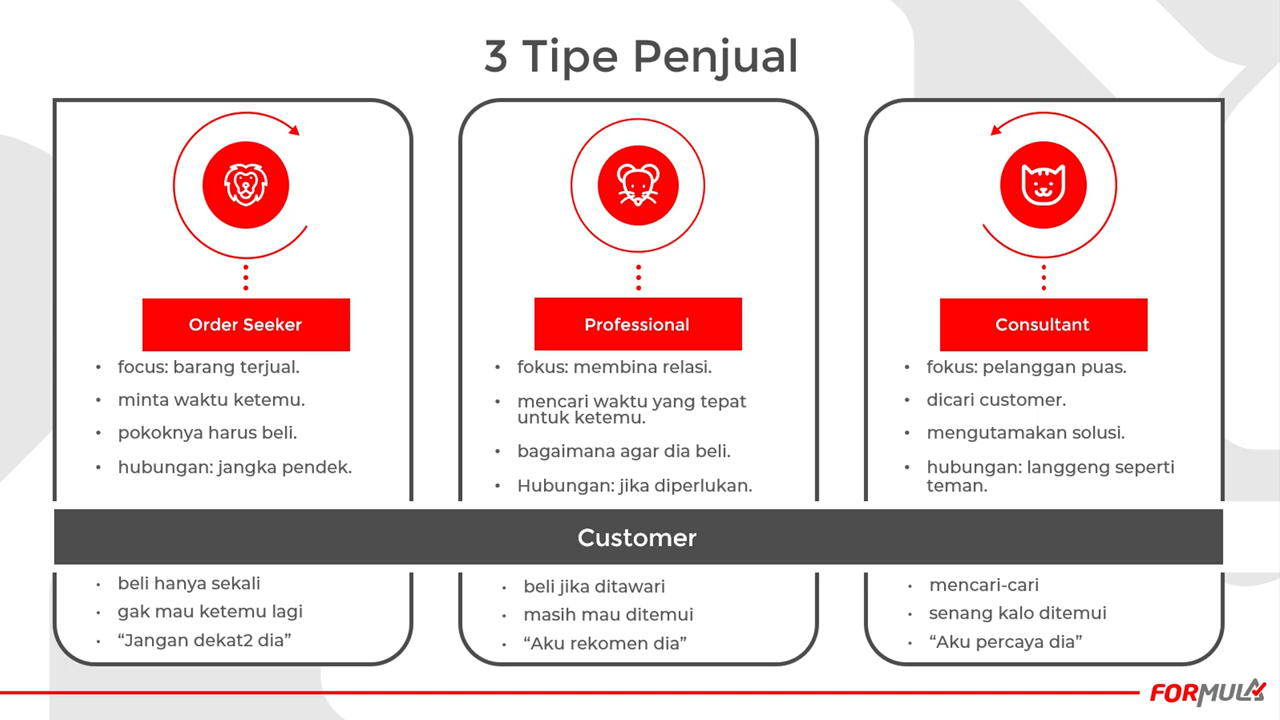 3 Tipe Penjual
Order Seeker
• focus: barang terjual.
• minta waktu ketemu.
• pokoknya harus beli.
• hubungan: jangka pendek.
Professional
• fokus: membina relasi.
• mencari waktu yang tepat
untuk ketemu.
• bagaimana agar dia beli.
• Hubungan: jika diperlukan.
Consultant
• fokus: pelanggan puas.
• dicari customer.
• mengutamakan solusi.
• hubungan: langgeng seperti
teman.
Customer
• beli hanya sekali
• gak mau ketemu lagi
• “Jangan dekat2 dia”
• beli jika ditawari
• masih mau ditemui
• “Aku rekomen dia”
• mencari-cari
• senang kalo ditemui
• “Aku percaya dia”
FORMULA